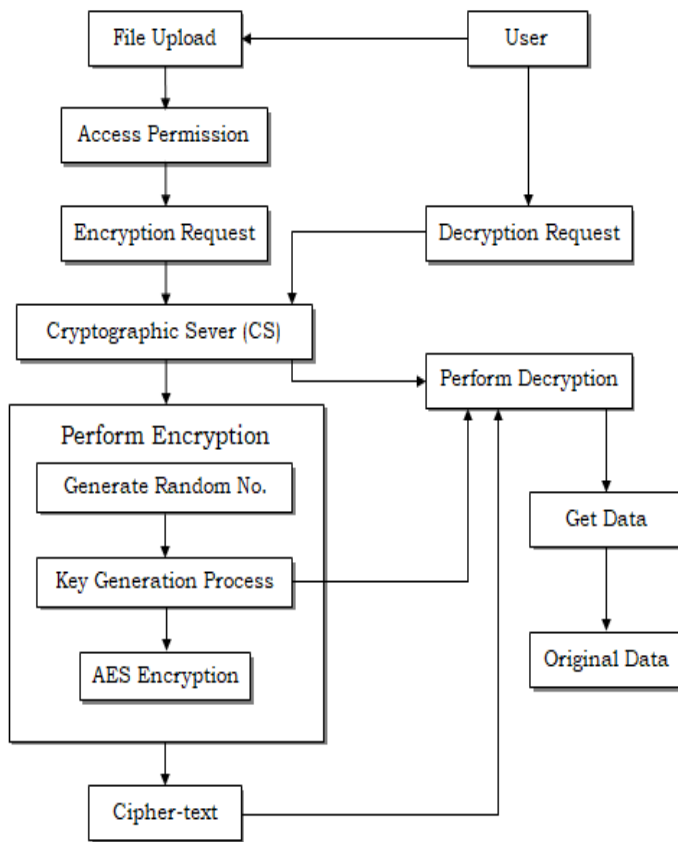 File Upload
User
Access Permission
Encryption Request
Decryption Request
Cryptographic Sever (CS)
Perform Decryption
Perform Encryption
Generate Random No.
Get Data
Key Generation Process
Original Data
AES Encryption
Cipher-text